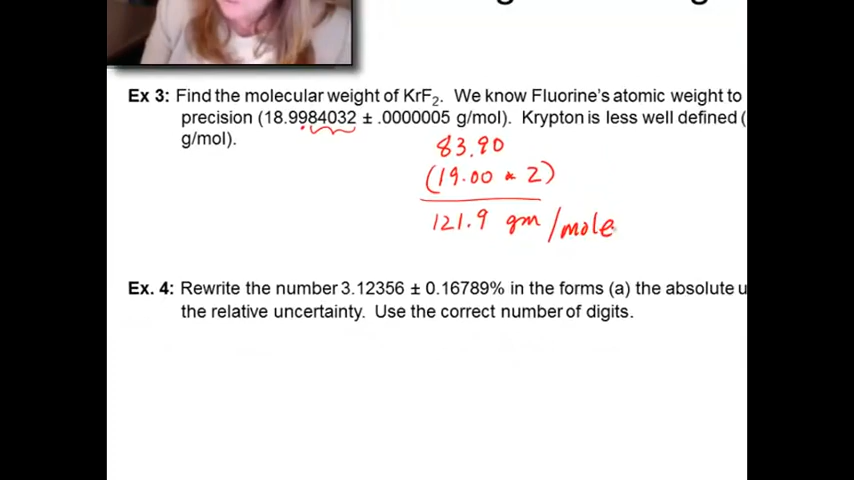 Ex 3: Find the molecular weight of KrF2. We know Fluorine's atomic weight to
precision (18.9984032 ± .0000005 g/mol). Krypton is less well defined (
g/mol).
83.90
(19.00 * 2)
121.9 gm/mole
Ex. 4: Rewrite the number 3.12356 ± 0.16789% in the forms (a) the absolute u
the relative uncertainty. Use the correct number of digits.